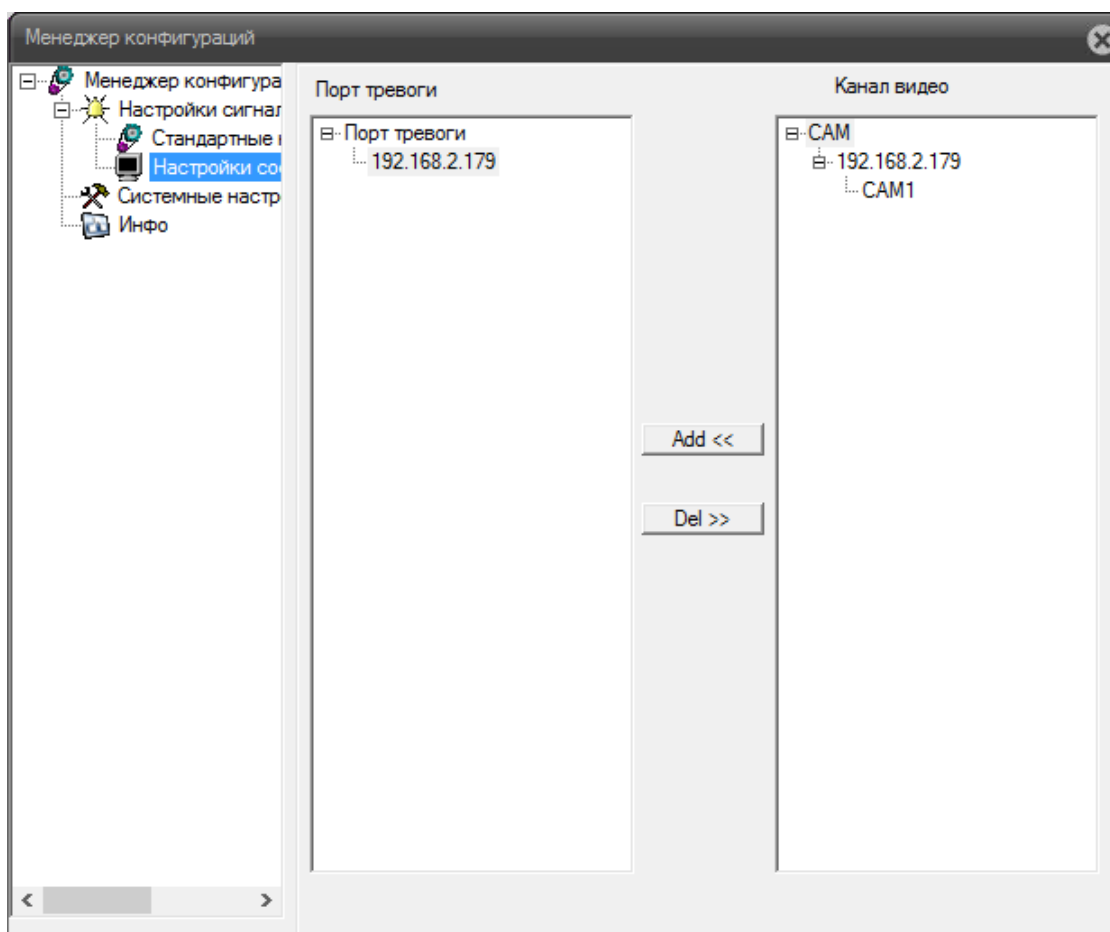 Менеджер конфигураций
Менеджер конфигура
Настройки сигнал
Стандартные
Настройки со
Системные настр
Инфо
Порт тревоги
Порт тревоги
192.168.2.179
Add <<
Del >>
Канал видео
CAM
192.168.2.179
CAM1